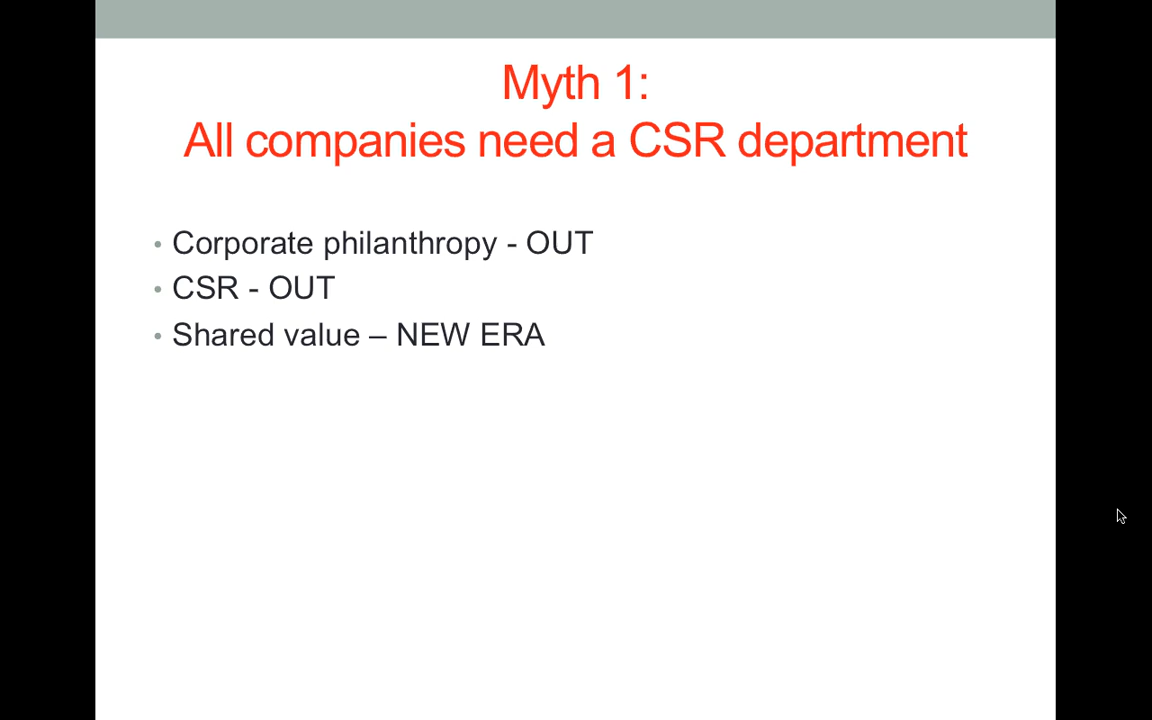 Myth 1:
All companies need a CSR department
• Corporate philanthropy - OUT
• CSR - OUT
• Shared value – NEW ERA